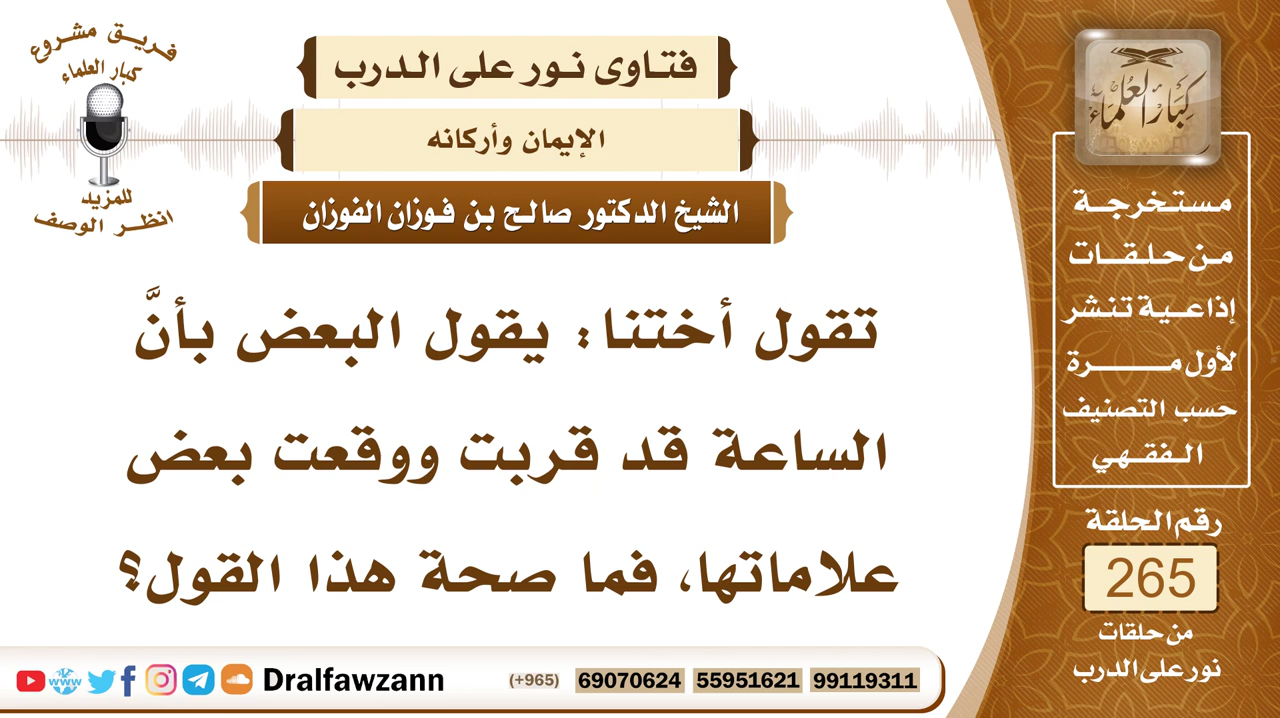 فريق مشروع
كبار العلماء
للمزيد
انظر الوصف
فتاوى نور على الدرب
الإيمان وأركانه
الشيخ الدكتور صالح بن فوزان الفوزان
تقول أختنا: يقول البعض بأنَّ
الساعة قد قربت ووقعت بعض
علاماتها، فما صحة هذا القول؟
كبار العلماء
مستخرجة
من حلقات
إذاعية تنشر
لأول مرة
حسب التصنيف
الفقهي
رقم الحلقة
265
من حلقات
نور على الدرب
www Dralfawzann (+965) 69070624 55951621 99119311